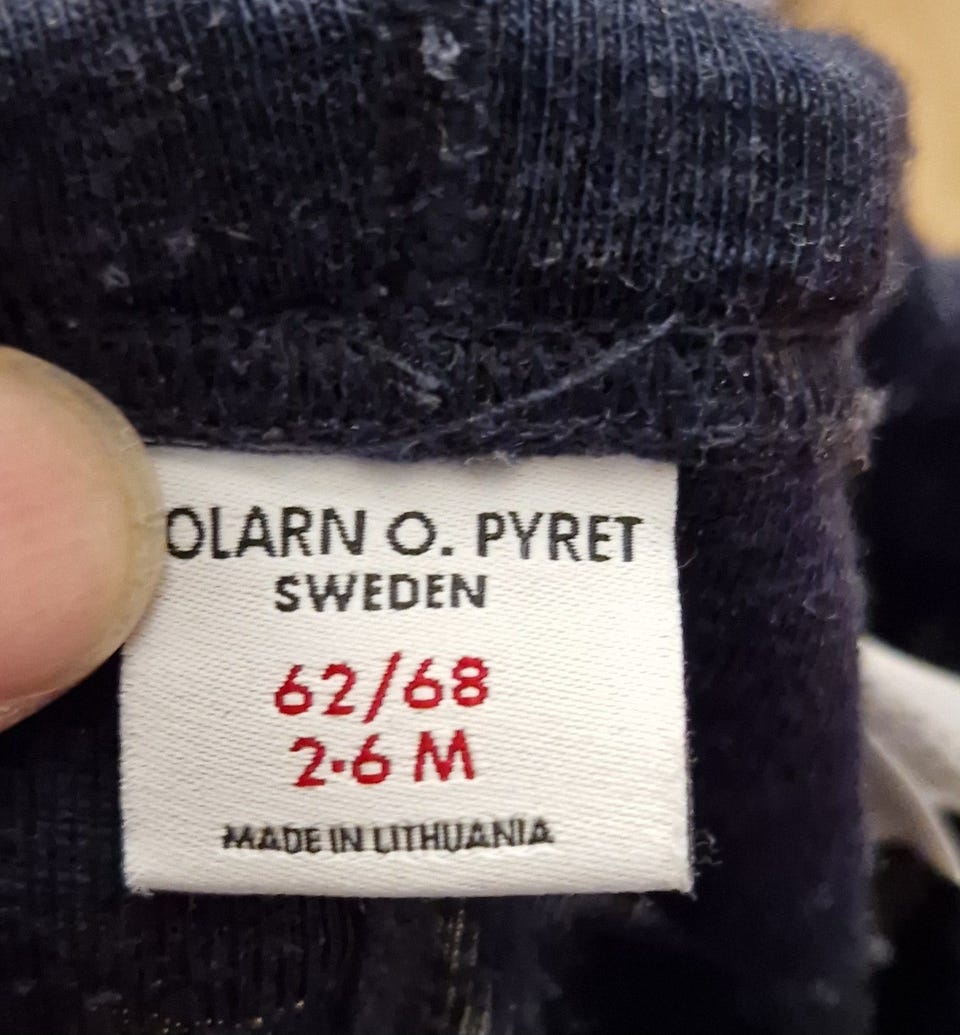 OLARN O. PYRET
SWEDEN
62/68
2-6 M
MADE IN LITHUANIA